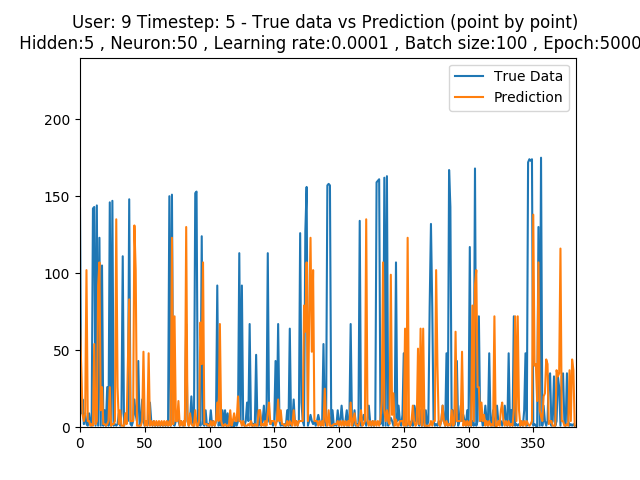 User: 9 Timestep: 5 - True data vs Prediction (point by point)
Hidden:5 , Neuron:50 , Learning rate:0.0001 , Batch size:100 , Epoch:5000
True Data
Prediction
200
150
100
50
0
0 50 100 150 200 250 300 350